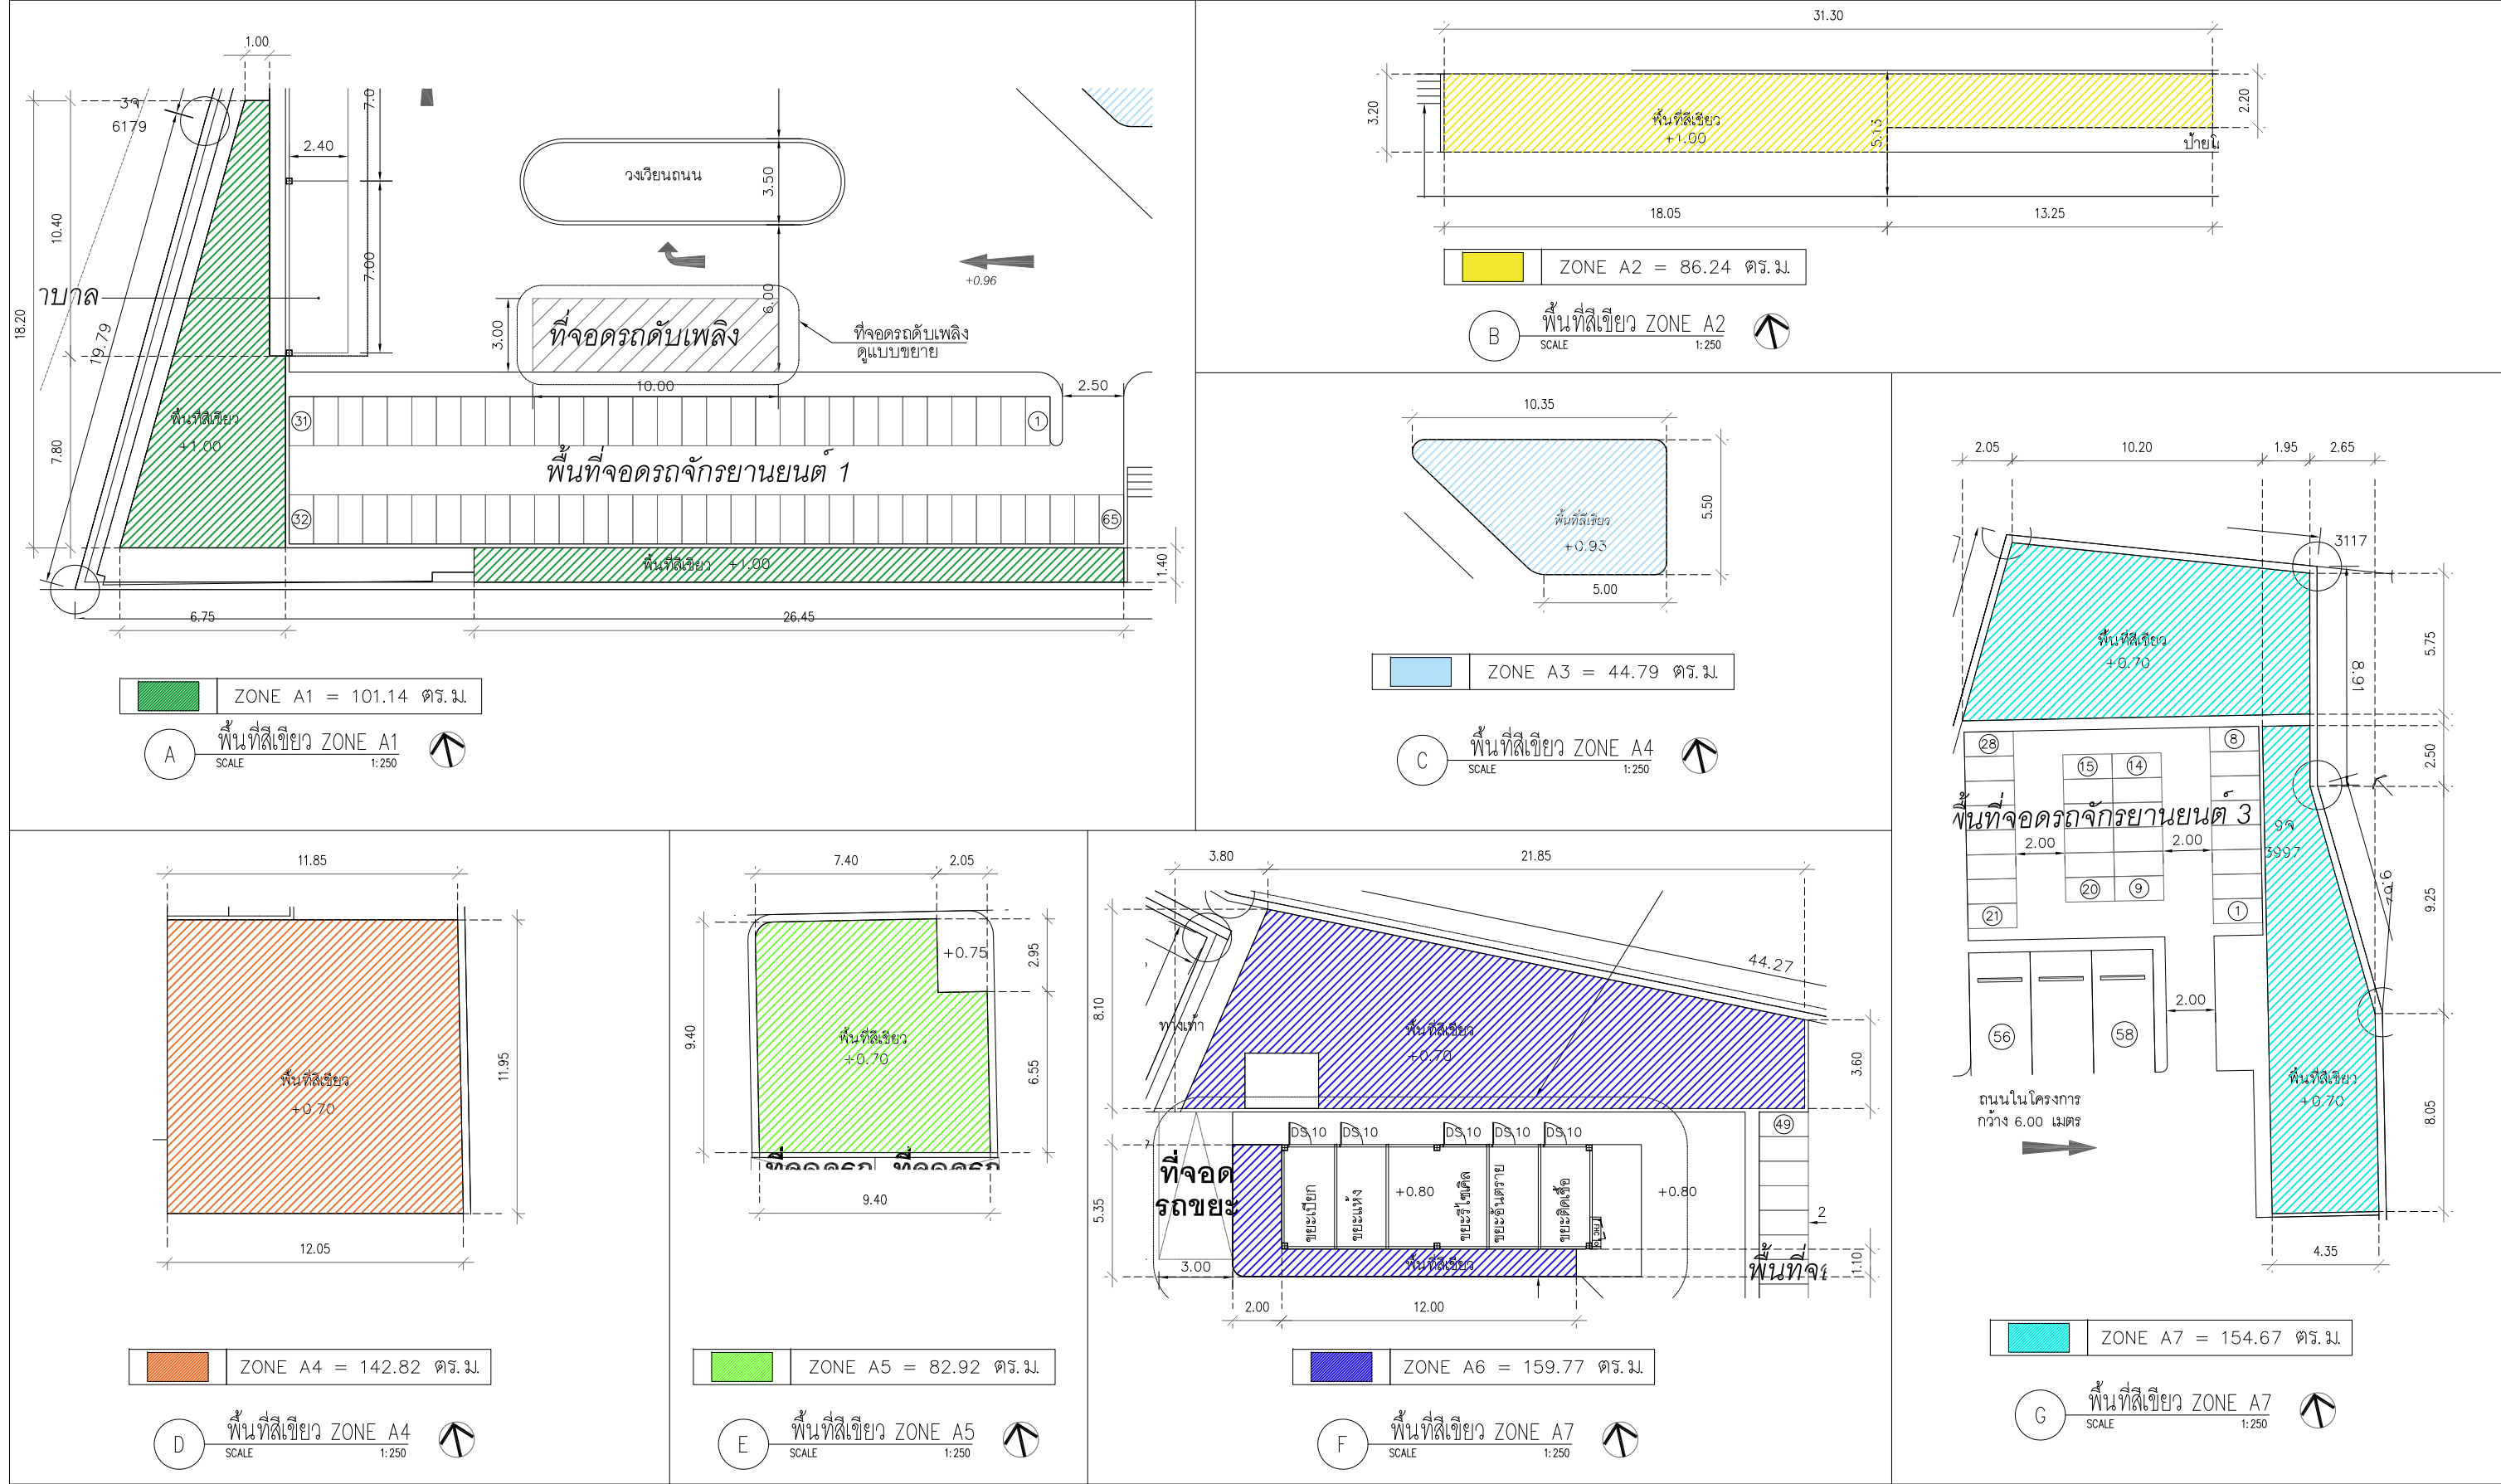 1.00
3จ
6179
2.40
7.0
7.00
10.40
18.20
7.80
19.79
าบาล
วงเวียนถนน
3.50
6.00
+0.96
3.00
ที่จอดรถดับเพลิง
ที่จอดรถดับเพลิง
ดูแบบขยาย
10.00
2.50
พื้นที่สีเขียว
+1.00
31
1
พื้นที่จอดรถจักรยานยนต์ 1
32
65
พื้นที่สีเขียว +1.00
1.40
6.75
26.45
ZONE A1 = 101.14 ตร.ม.
A
พื้นที่สีเขียว ZONE A1
SCALE 1:250
31.30
3.20
พื้นที่สีเขียว
+1.00
5.13
2.20
18.05
13.25
ZONE A2 = 86.24 ตร.ม.
B
พื้นที่สีเขียว ZONE A2
SCALE 1:250
10.35
พื้นที่สีเขียว
+0.93
5.50
5.00
ZONE A3 = 44.79 ตร.ม.
C
พื้นที่สีเขียว ZONE A4
SCALE 1:250
11.85
พื้นที่สีเขียว
+0.70
11.95
12.05
ZONE A4 = 142.82 ตร.ม.
D
พื้นที่สีเขียว ZONE A4
SCALE 1:250
7.40
2.05
+0.75
2.95
9.40
พื้นที่สีเขียว
+0.70
6.55
9.40
ZONE A5 = 82.92 ตร.ม.
E
พื้นที่สีเขียว ZONE A5
SCALE 1:250
3.80
21.85
44.27
8.10
ทางเท้า
พื้นที่สีเขียว
+0.70
3.60
49
DS.10
DS.10
DS.10
DS.10
DS.10
ที่จอด
รถขยะ
5.35
ขยะเปียก
ขยะแห้ง
+0.80
ขยะรีไซเคิล
ขยะอันตราย
ขยะติดเชื้อ
+0.80
2
3.00
พื้นที่สีเขียว
1.10
2.00
12.00
ZONE A6 = 159.77 ตร.ม.
F
พื้นที่สีเขียว ZONE A7
SCALE 1:250
2.05
10.20
1.95
2.65
3117
พื้นที่สีเขียว
+0.70
5.75
8.91
28
8
15
14
2.50
พื้นที่จอดรถจักรยานยนต์ 3
9จ
3997
2.00
2.00
20
9
21
1
9.25
2.00
56
58
ถนนในโครงการ
กว้าง 6.00 เมตร
พื้นที่สีเขียว
+0.70
8.05
4.35
ZONE A7 = 154.67 ตร.ม.
G
พื้นที่สีเขียว ZONE A7
SCALE 1:250